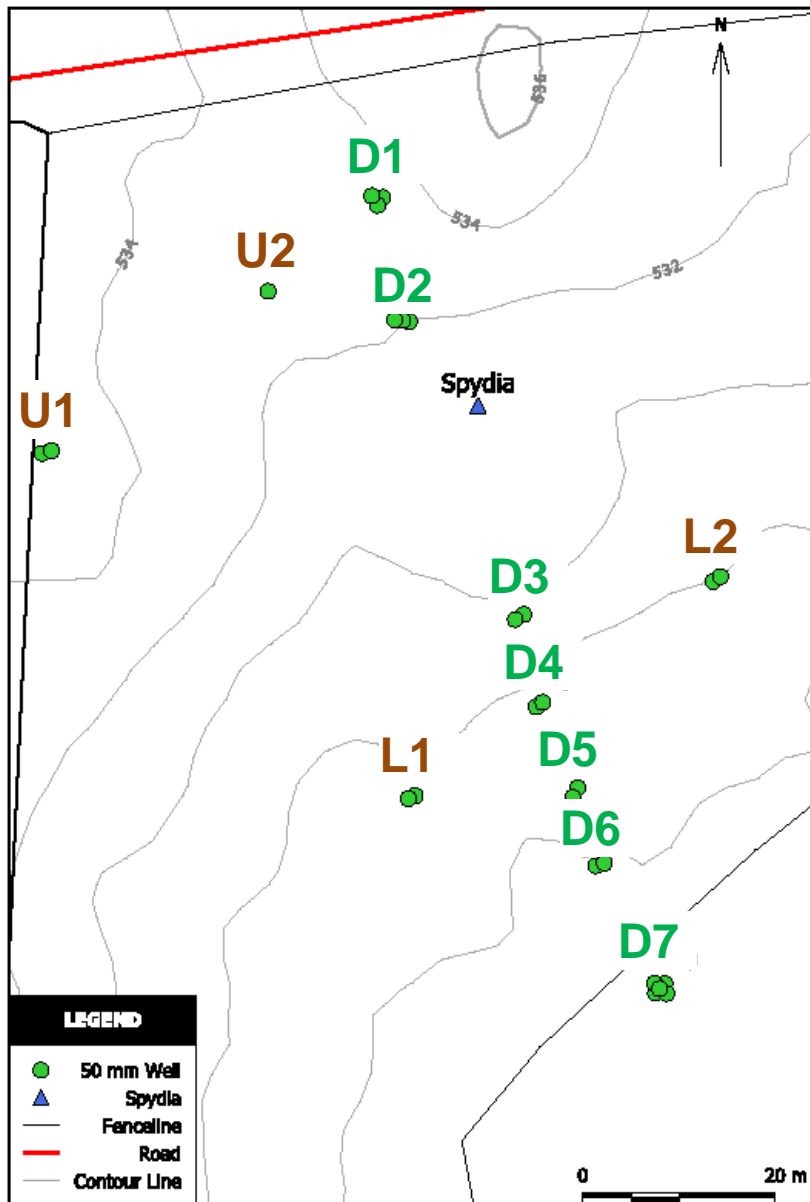 N
536
D1
534
U2
534
532
D2
Spydia
U1
L2
D3
D4
L1
D5
D6
D7
LEGEND
50 mm Well
Spydia
Fenceline
Road
Contour Line
0 20 m